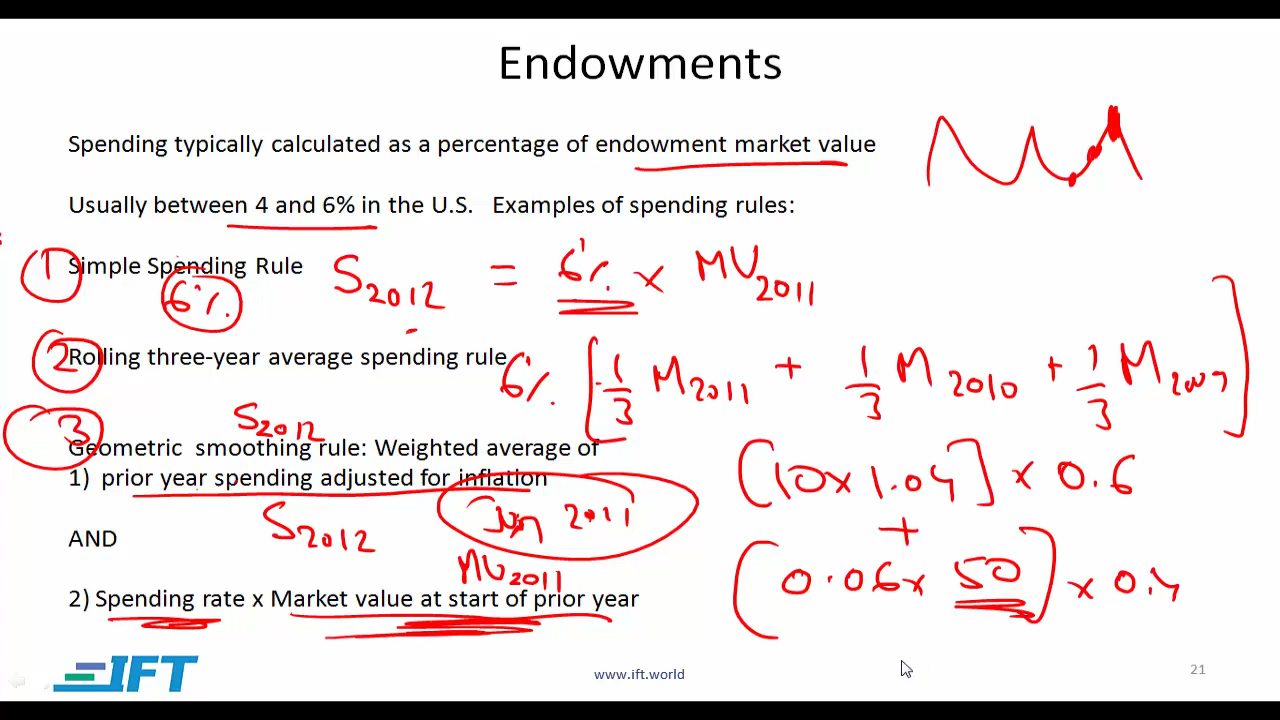 Endowments
Spending typically calculated as a percentage of endowment market value
Usually between 4 and 6% in the U.S. Examples of spending rules:
1 Simple Spending Rule S2012 = 6% x MV2011
6%
2 Rolling three-year average spending rule 6% [1/3 M2011 + 1/3 M2010 + 1/3 M2009]
3 S2012
Geometric smoothing rule: Weighted average of
1) prior year spending adjusted for inflation [10 x 1.04] x 0.6
S2012 Jun 2011 +
AND
MV2011 [0.06 x 50] x 0.4
2) Spending rate x Market value at start of prior year
IFT
www.ift.world
21